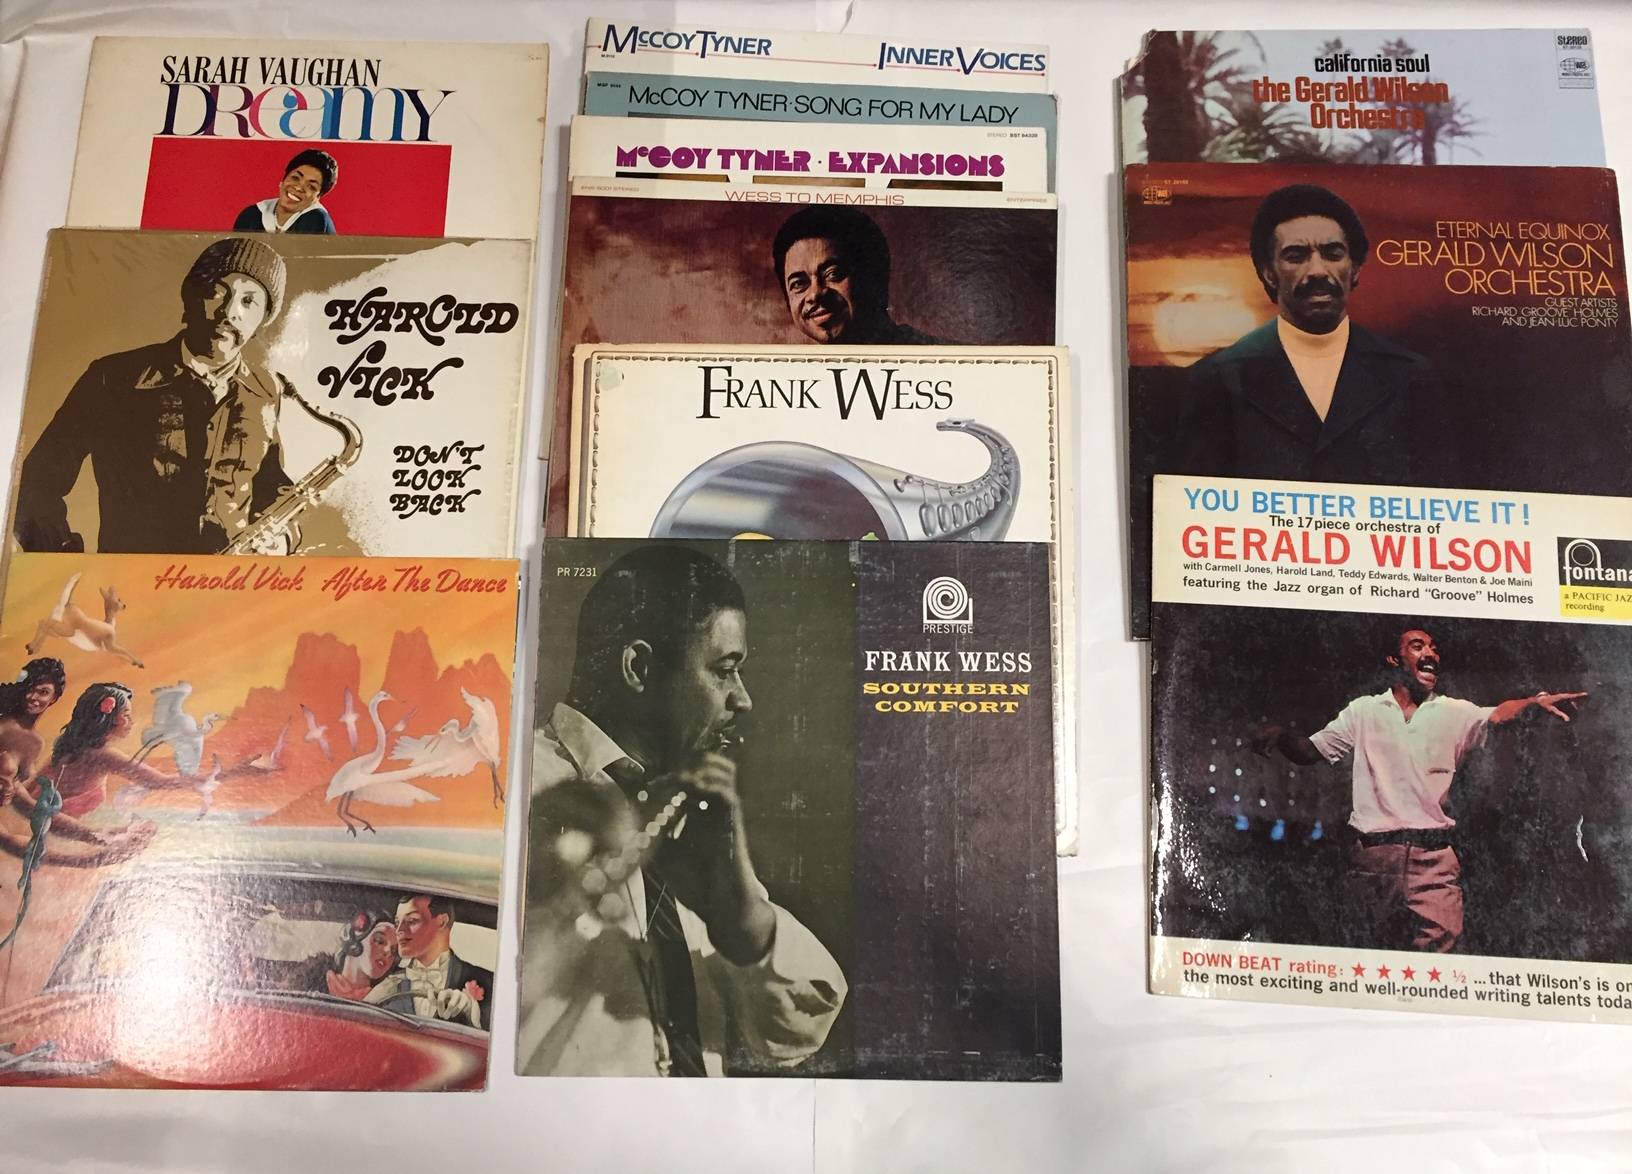 SARAH VAUGHAN
DREAMY
HAROLD
VICK
DON'T
LOOK
BACK
Harold Vick After The Dance
McCOY TYNER INNER VOICES
McCOY TYNER·SONG FOR MY LADY
STEREO BST 84338
McCOY TYNER·EXPANSIONS
WESS TO MEMPHIS
ENTERPRISE
FRANK WESS
PR 7231
PRESTIGE
FRANK WESS
SOUTHERN
COMFORT
Stereo
california soul
the Gerald Wilson
Orchestra
ETERNAL EQUINOX
GERALD WILSON
ORCHESTRA
GUEST ARTISTS
RICHARD "GROOVE" HOLMES
AND JEAN-LUC PONTY
YOU BETTER BELIEVE IT!
The 17 piece orchestra of
GERALD WILSON
with Carmell Jones, Harold Land, Teddy Edwards, Walter Benton & Joe Maini
featuring the Jazz organ of Richard "Groove" Holmes
fontana
a PACIFIC JAZ
recording
DOWN BEAT rating: ★ ★ ★ ★ ½ ...that Wilson's is on
the most exciting and well-rounded writing talents toda